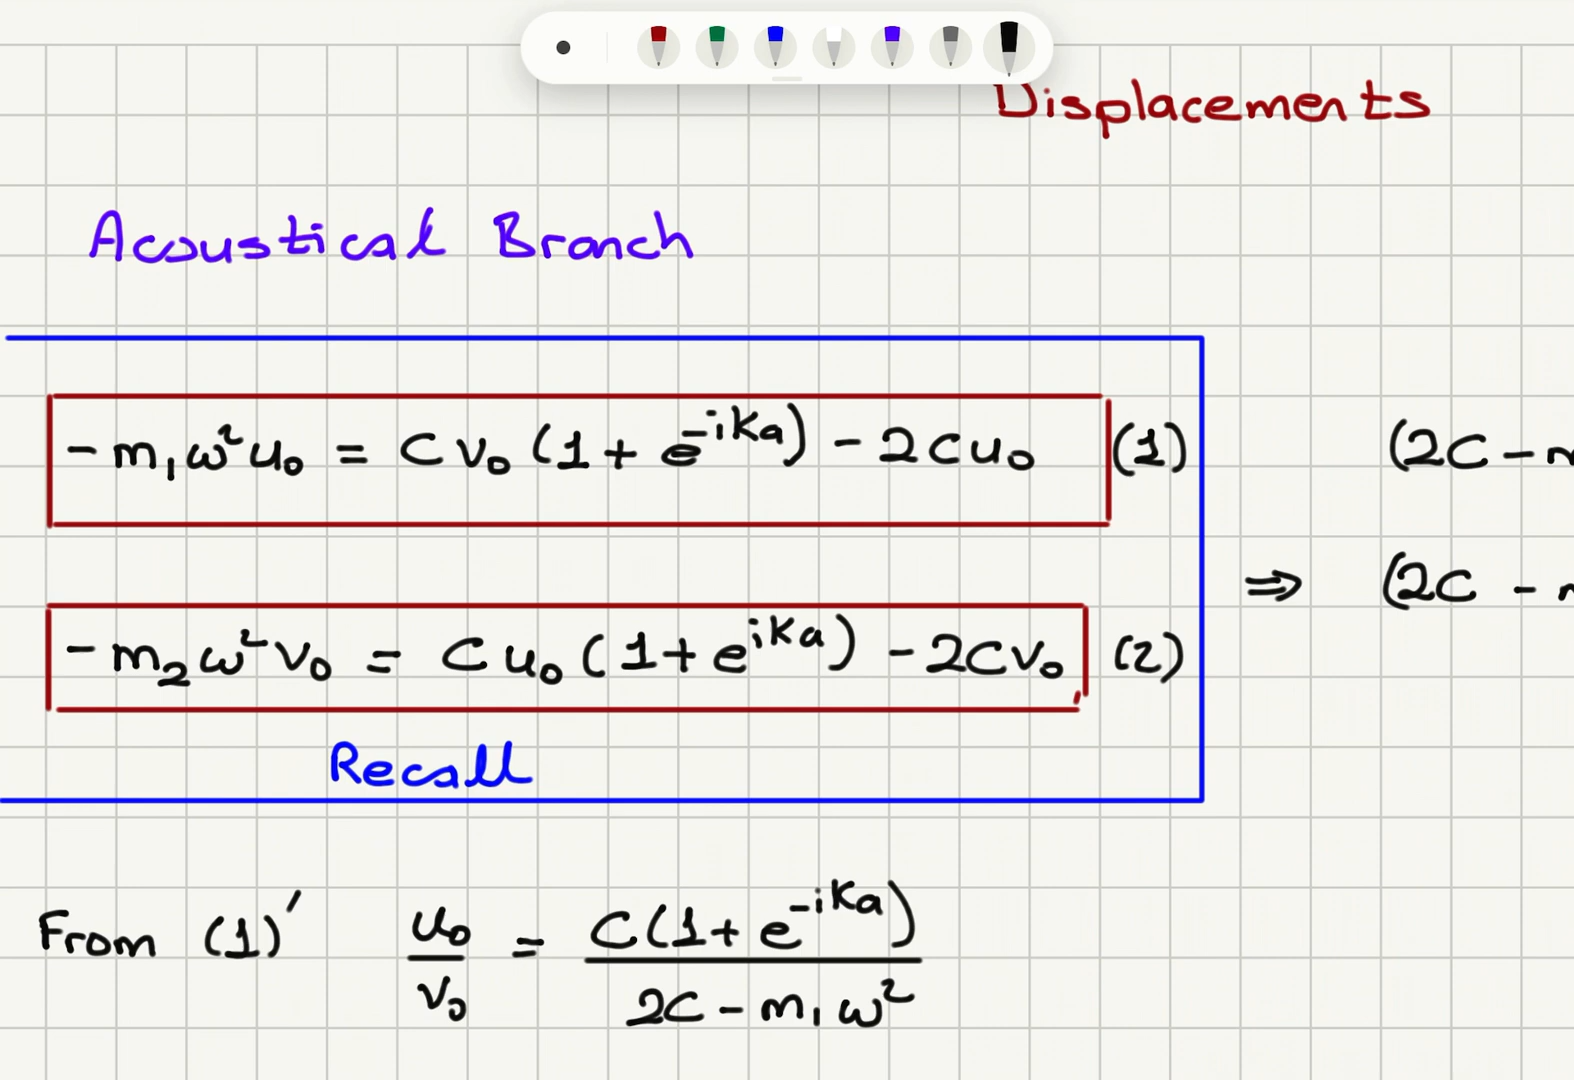 Displacements
Acoustical Branch
-m₁ω²u₀ = Cv₀(1+e^{-iKa}) - 2Cu₀ (1)
(2C-
-m₂ω²v₀ = Cu₀(1+e^{iKa}) - 2Cv₀ (2)
⇒ (2C -
Recall
From (1)′ u₀/v₀ = C(1+e^{-iKa})/2C-m₁ω²